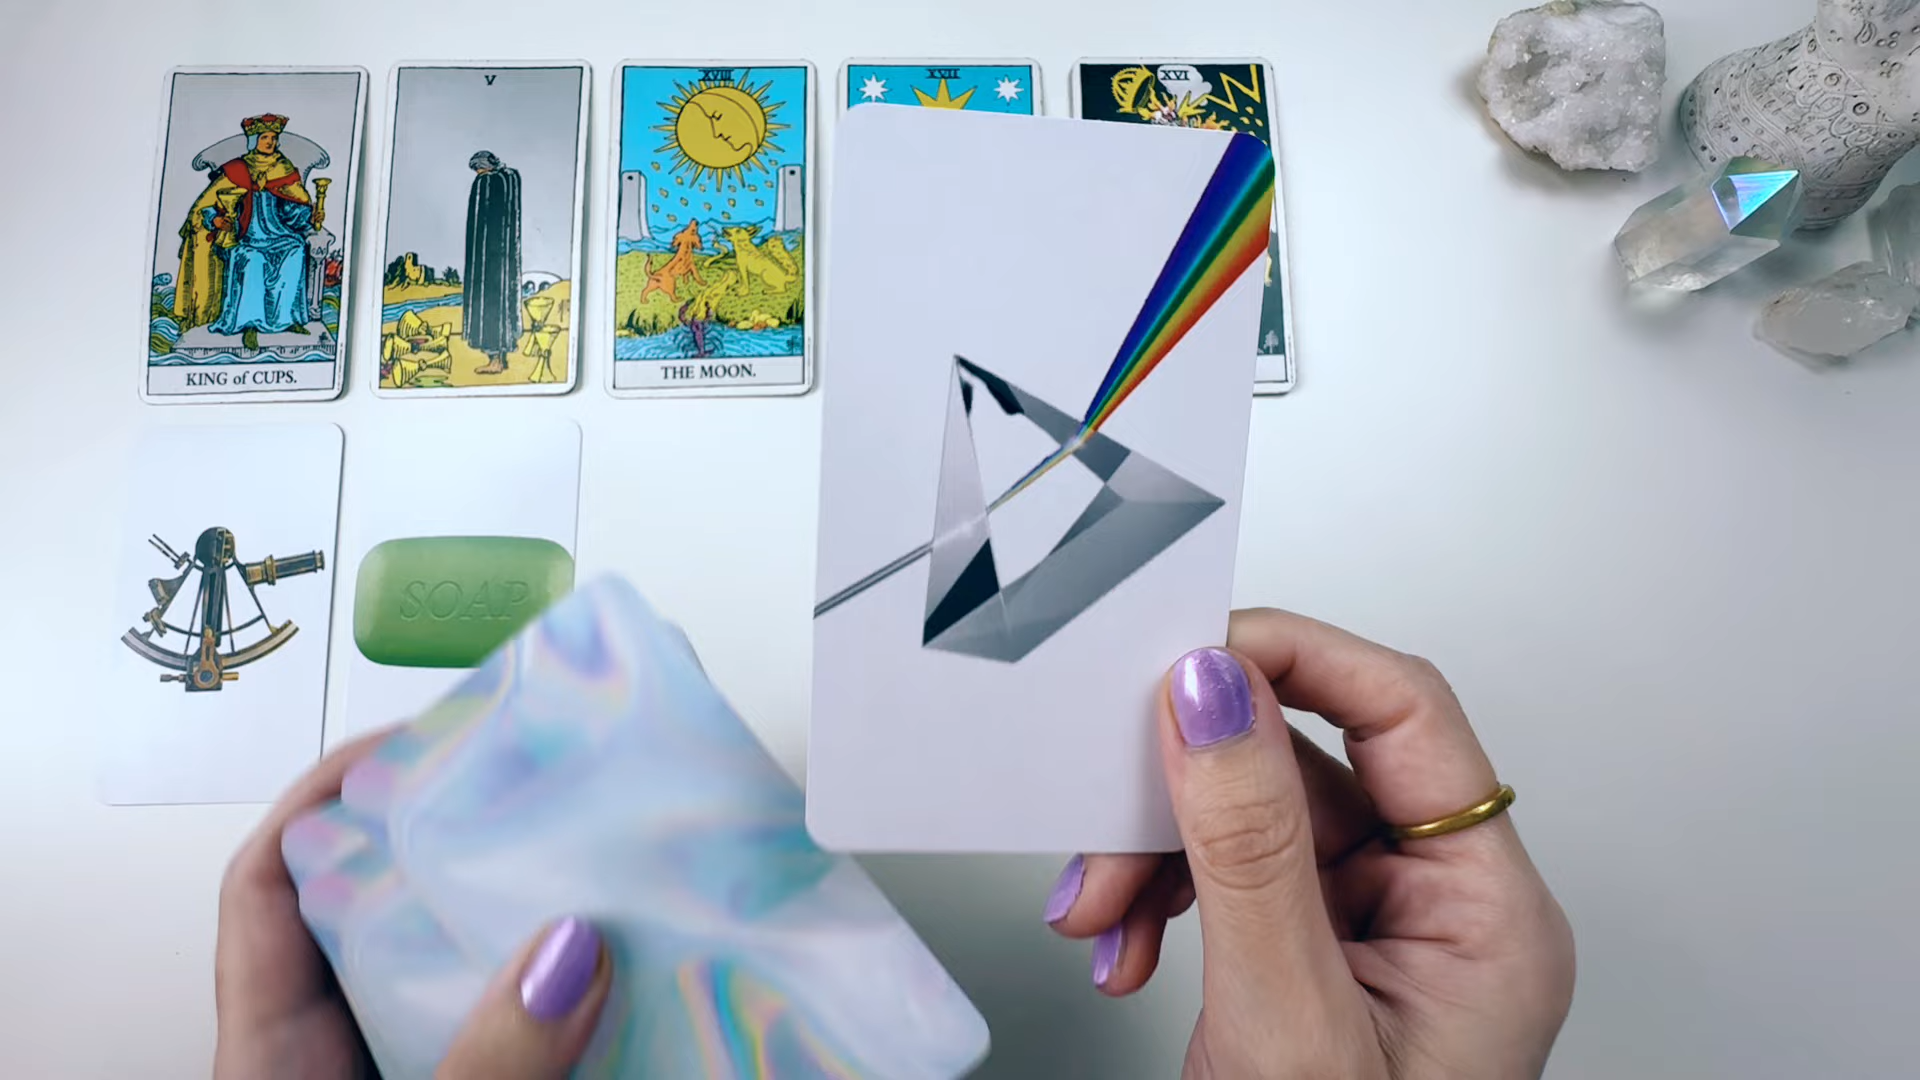 V
XVIII
XVII
XVI
KING of CUPS.
THE MOON.
SOAP